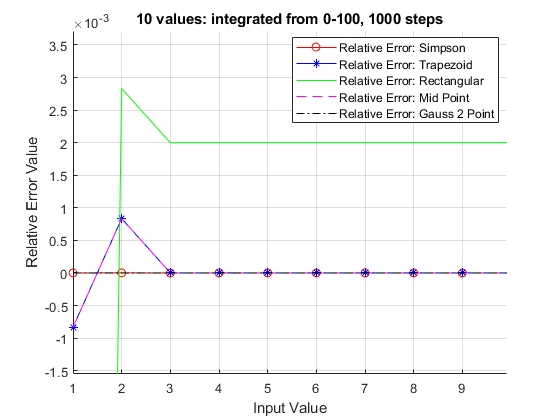 10 values: integrated from 0-100, 1000 steps
×10⁻³
Relative Error: Simpson
Relative Error: Trapezoid
Relative Error: Rectangular
Relative Error: Mid Point
Relative Error: Gauss 2 Point
3.5
3
2.5
2
1.5
1
0.5
0
-0.5
-1
-1.5
Relative Error Value
1 2 3 4 5 6 7 8 9
Input Value